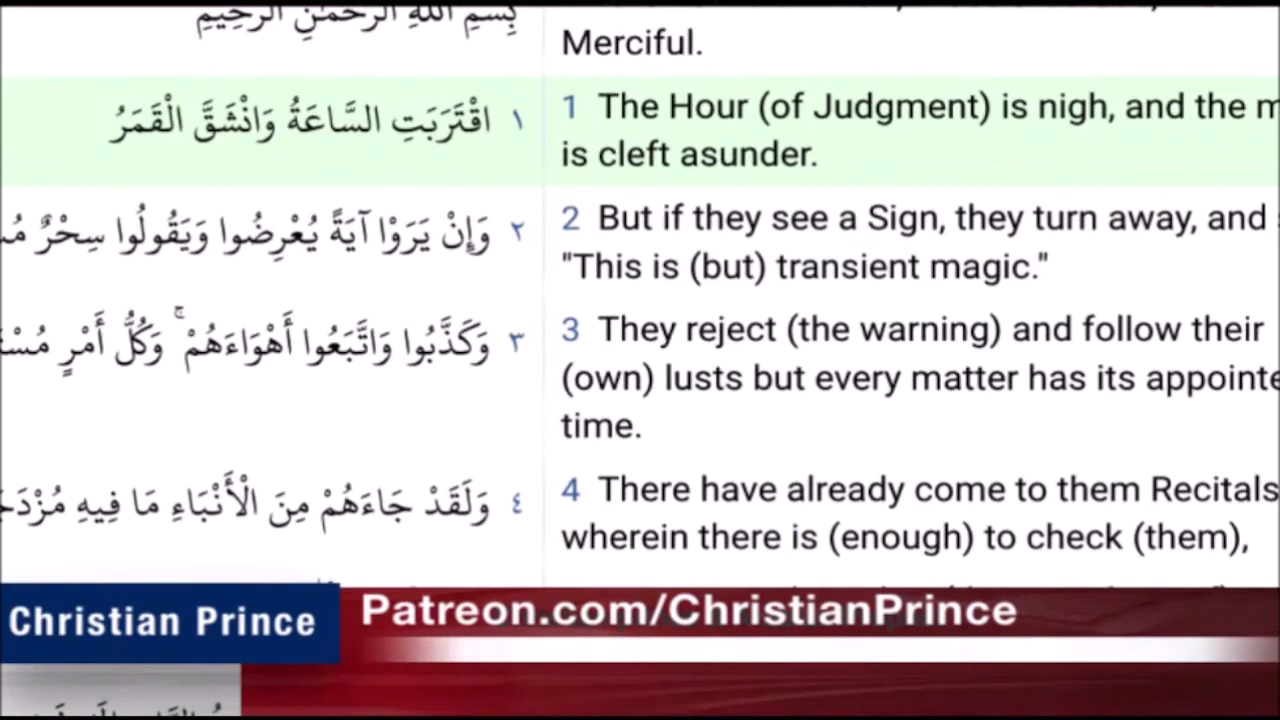 بِسْمِ اللَّهِ الرَّحْمَٰنِ الرَّحِيمِ
Merciful.
١ اقْتَرَبَتِ السَّاعَةُ وَانْشَقَّ الْقَمَرُ
1 The Hour (of Judgment) is nigh, and the
is cleft asunder.
٢ وَإِنْ يَرَوْا آيَةً يُعْرِضُوا وَيَقُولُوا سِحْرٌ
2 But if they see a Sign, they turn away, and
"This is (but) transient magic."
٣ وَكَذَّبُوا وَاتَّبَعُوا أَهْوَاءَهُمْ ۚ وَكُلُّ أَمْرٍ
3 They reject (the warning) and follow their
(own) lusts but every matter has its appointe
time.
٤ وَلَقَدْ جَاءَهُمْ مِنَ الْأَنْبَاءِ مَا فِيهِ
4 There have already come to them Recitals
wherein there is (enough) to check (them),
Christian Prince
Patreon.com/ChristianPrince